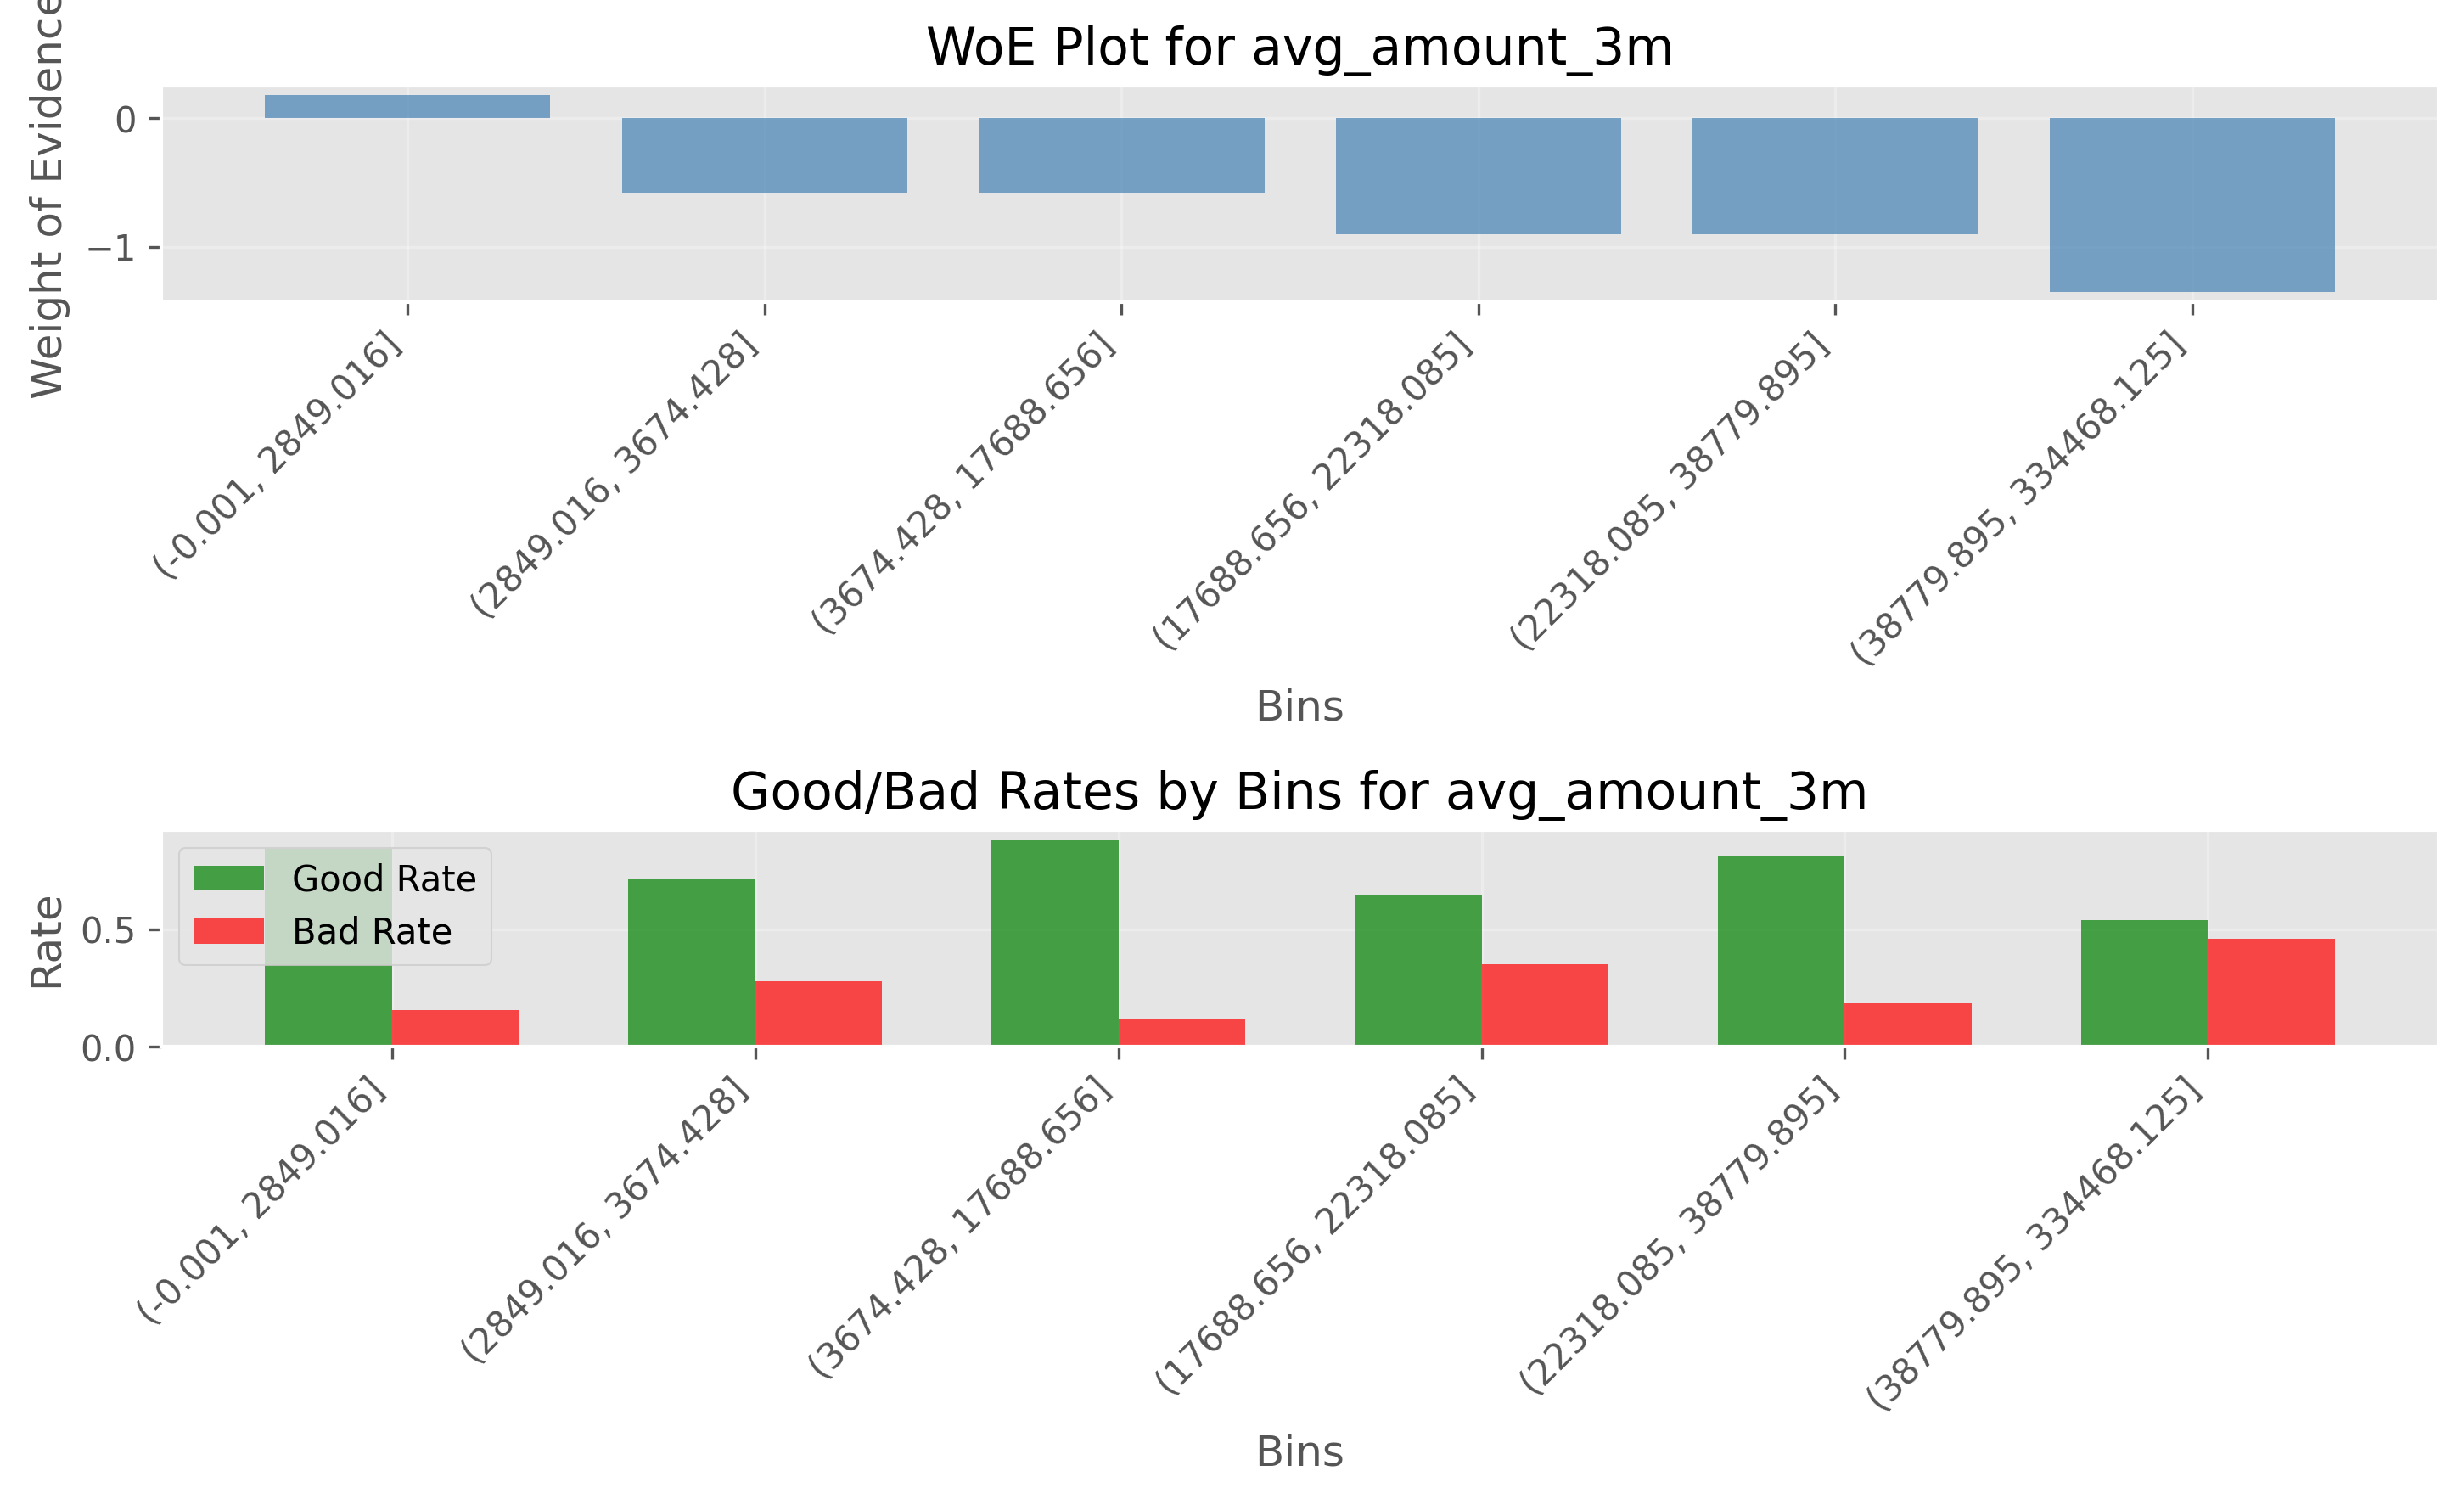 WoE Plot for avg_amount_3m
Weight of Evidence
0
−1
(-0.001, 2849.016]
(2849.016, 3674.428]
(3674.428, 17688.656]
(17688.656, 22318.085]
(22318.085, 38779.895]
(38779.895, 334468.125]
Bins
Good/Bad Rates by Bins for avg_amount_3m
Good Rate
Bad Rate
Rate
0.5
0.0
(-0.001, 2849.016]
(2849.016, 3674.428]
(3674.428, 17688.656]
(17688.656, 22318.085]
(22318.085, 38779.895]
(38779.895, 334468.125]
Bins